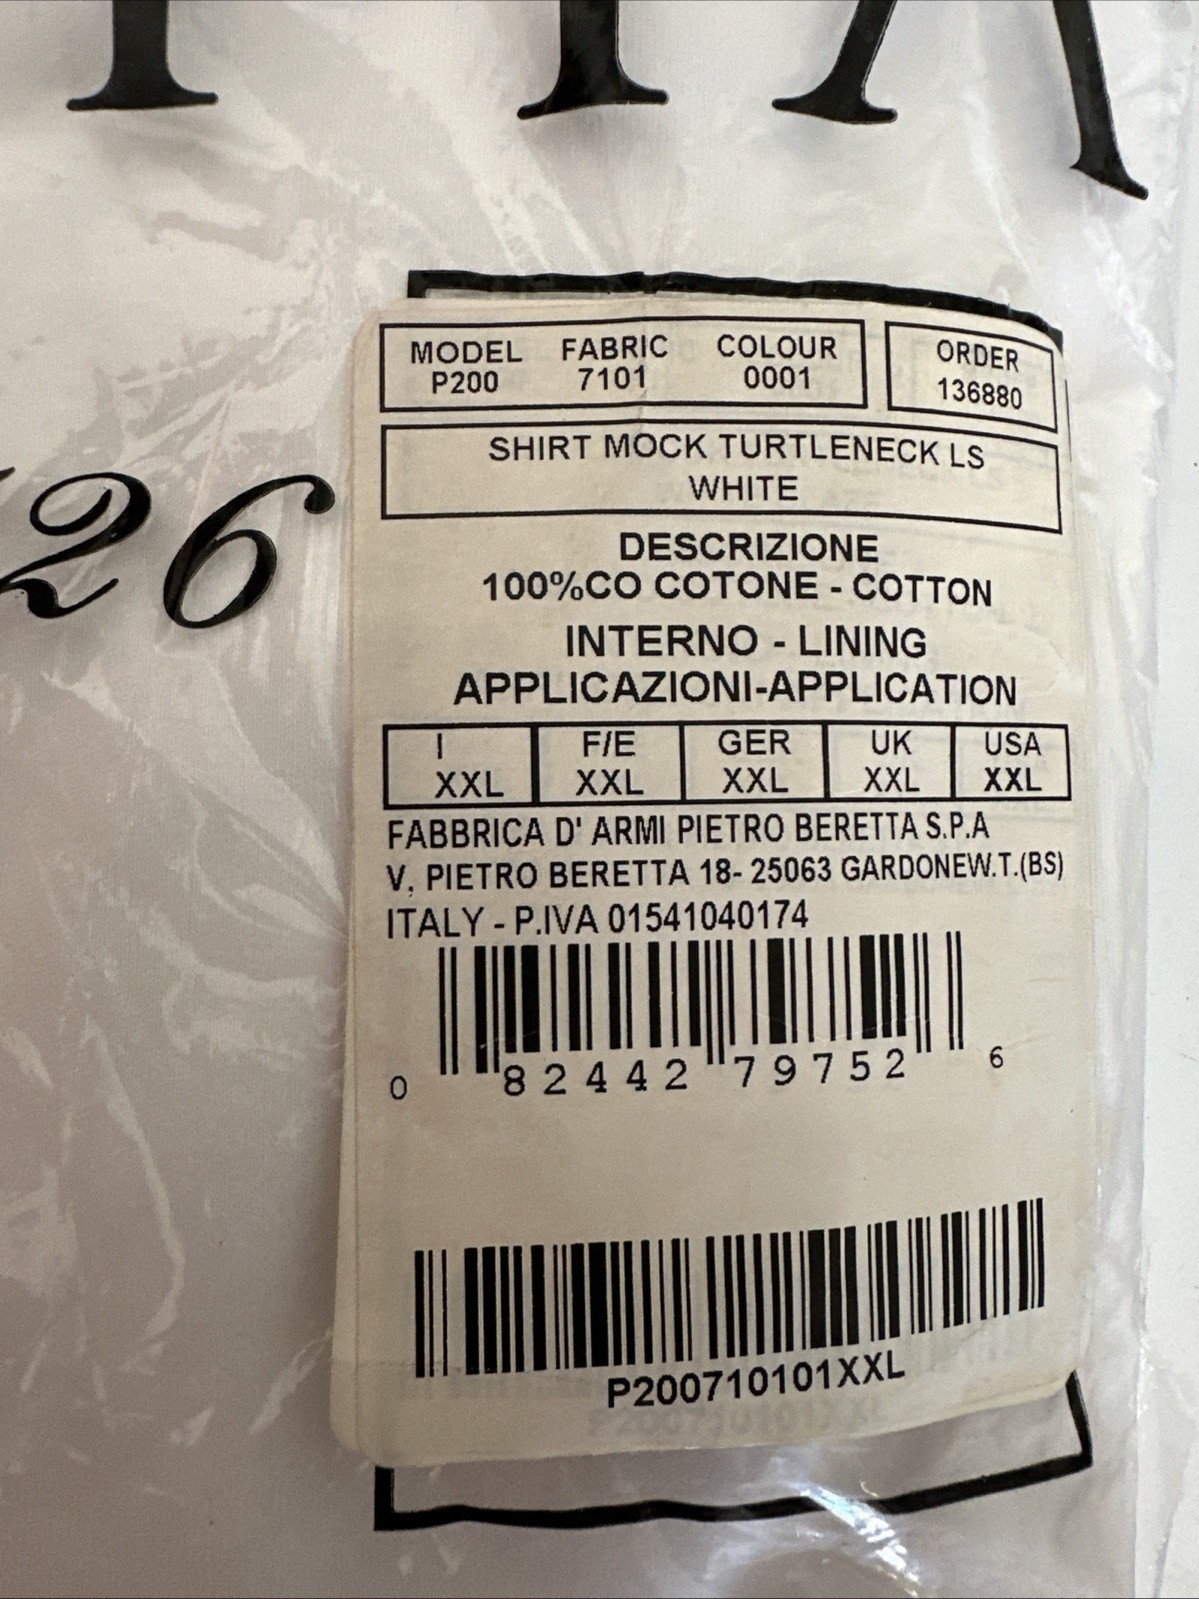 TTA
26
MODEL FABRIC COLOUR ORDER
P200 7101 0001 136880
SHIRT MOCK TURTLENECK LS
WHITE
DESCRIZIONE
100%CO COTONE - COTTON
INTERNO - LINING
APPLICAZIONI-APPLICATION
I F/E GER UK USA
XXL XXL XXL XXL XXL
FABBRICA D' ARMI PIETRO BERETTA S.P.A
V. PIETRO BERETTA 18- 25063 GARDONEW.T.(BS)
ITALY - P.IVA 01541040174
0 82442 79752 6
P200710101XXL